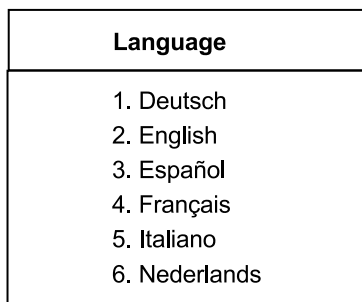 Language
1. Deutsch
2. English
3. Español
4. Français
5. Italiano
6. Nederlands